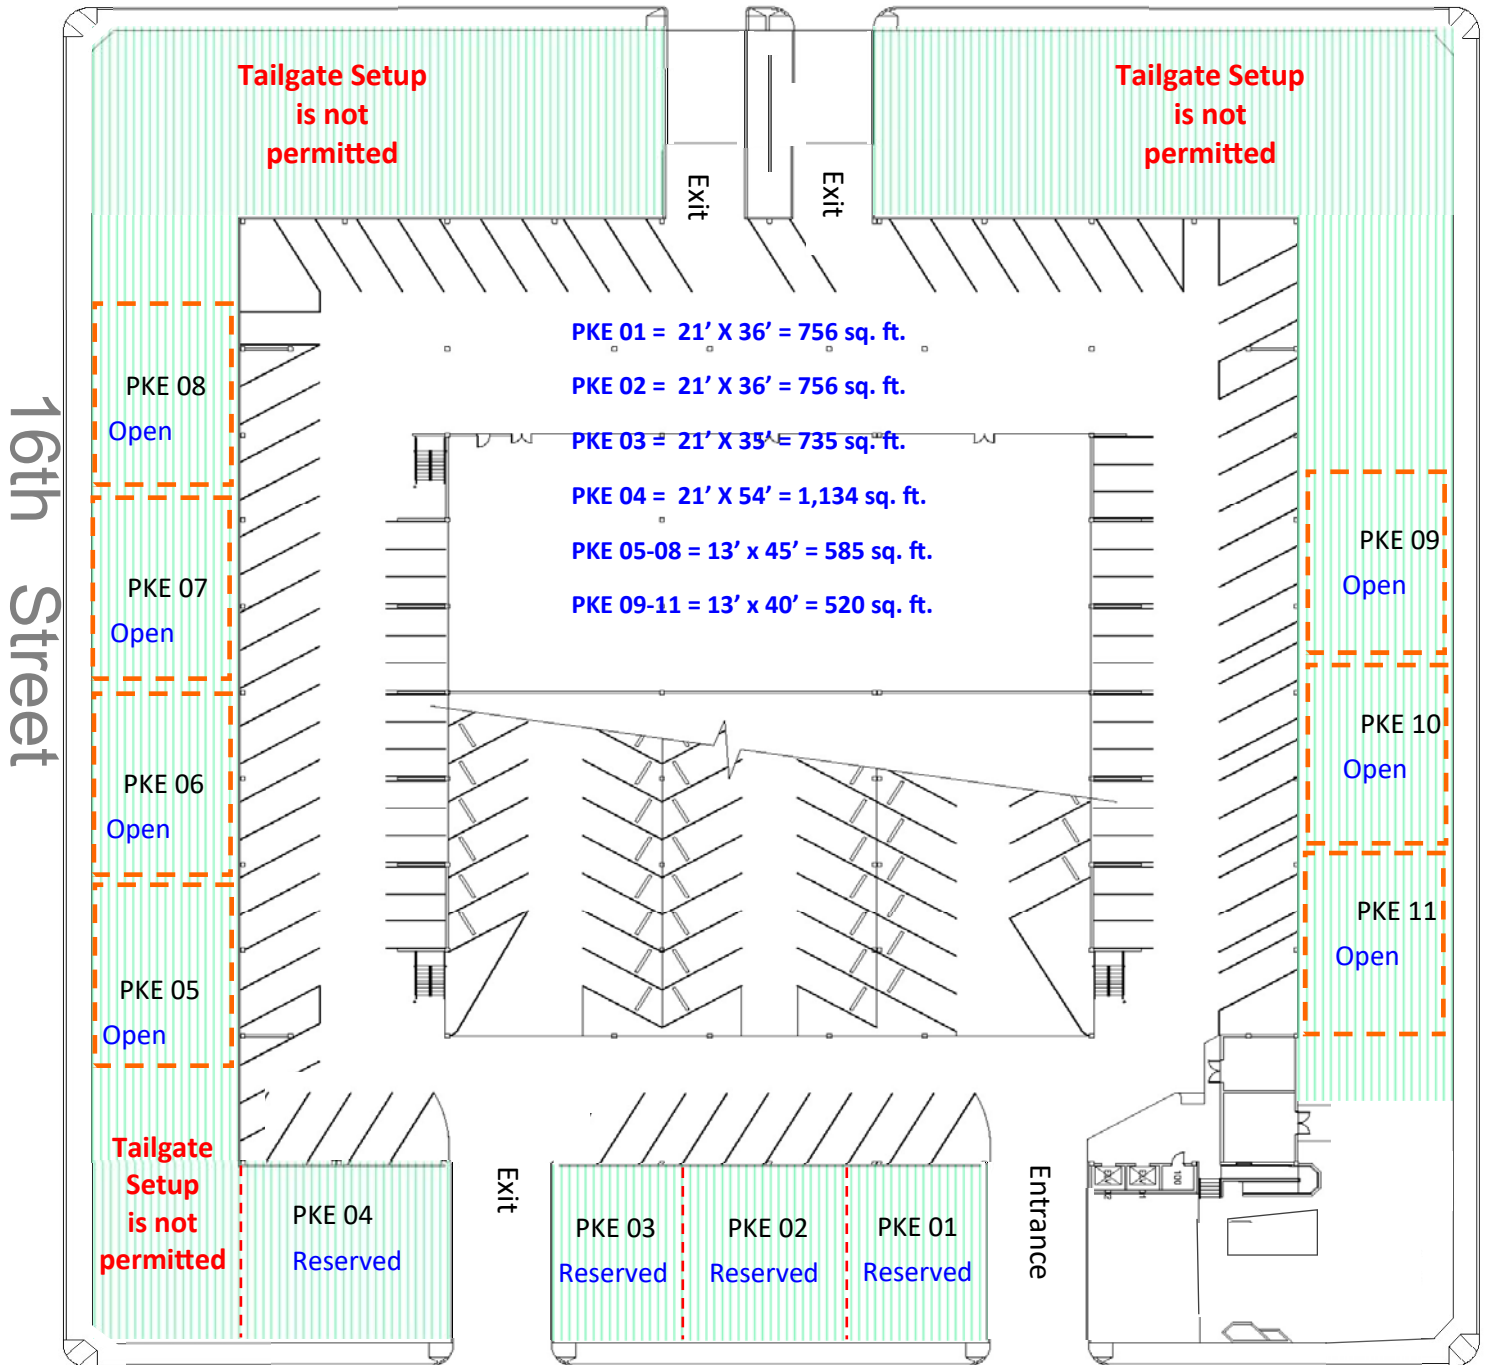 Tailgate Setup
is not
permitted
Tailgate Setup
is not
permitted
Exit
Exit
PKE 01 = 21’ X 36’ = 756 sq. ft.
PKE 02 = 21’ X 36’ = 756 sq. ft.
PKE 03 = 21’ X 35’ = 735 sq. ft.
PKE 04 = 21’ X 54’ = 1,134 sq. ft.
PKE 05-08 = 13’ x 45’ = 585 sq. ft.
PKE 09-11 = 13’ x 40’ = 520 sq. ft.
16th Street
PKE 08
Open
PKE 07
Open
PKE 06
Open
PKE 05
Open
PKE 09
Open
PKE 10
Open
PKE 11
Open
Tailgate
Setup
is not
permitted
PKE 04
Reserved
Exit
PKE 03
Reserved
PKE 02
Reserved
PKE 01
Reserved
Entrance
100